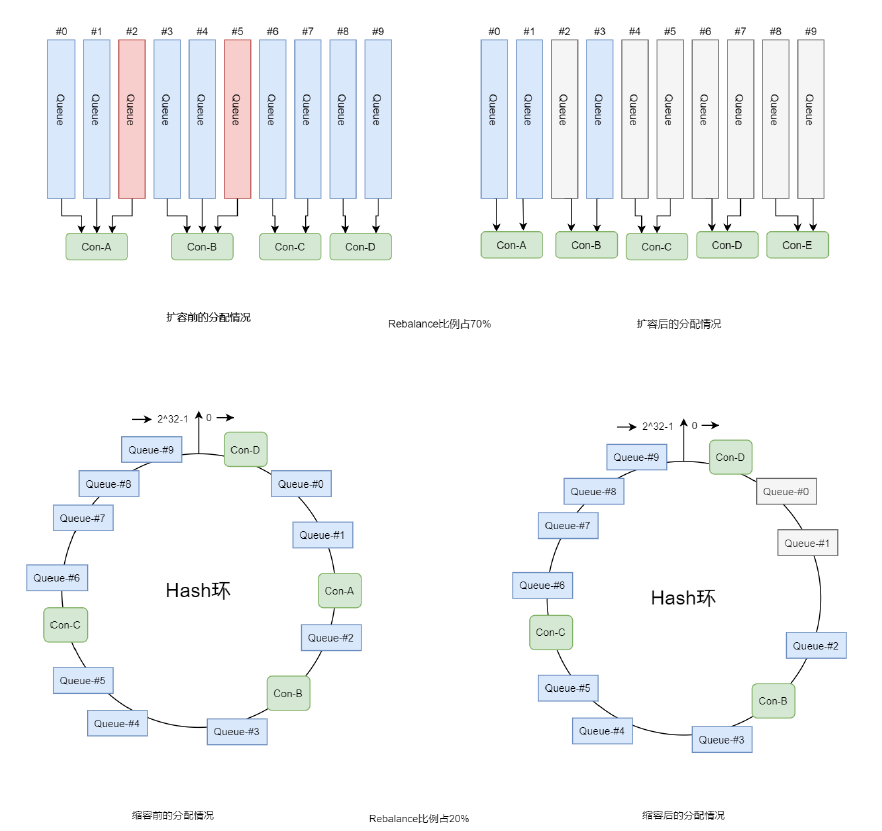 #0 #1 #2 #3 #4 #5 #6 #7 #8 #9
Queue Queue Queue Queue Queue Queue Queue Queue Queue Queue
Con-A Con-B Con-C Con-D
扩容前的分配情况
#0 #1 #2 #3 #4 #5 #6 #7 #8 #9
Queue Queue Queue Queue Queue Queue Queue Queue Queue Queue
Con-A Con-B Con-C Con-D Con-E
扩容后的分配情况
Rebalance比例占70%
2^32-1 0
Con-D
Queue-#0
Queue-#1
Con-A
Queue-#2
Con-B
Queue-#3
Queue-#4
Queue-#5
Con-C
Queue-#6
Queue-#7
Queue-#8
Queue-#9
Hash环
缩容前的分配情况
2^32-1 0
Con-D
Queue-#0
Queue-#1
Queue-#2
Con-B
Queue-#3
Queue-#4
Queue-#5
Con-C
Queue-#6
Queue-#7
Queue-#8
Queue-#9
Hash环
缩容后的分配情况
Rebalance比例占20%